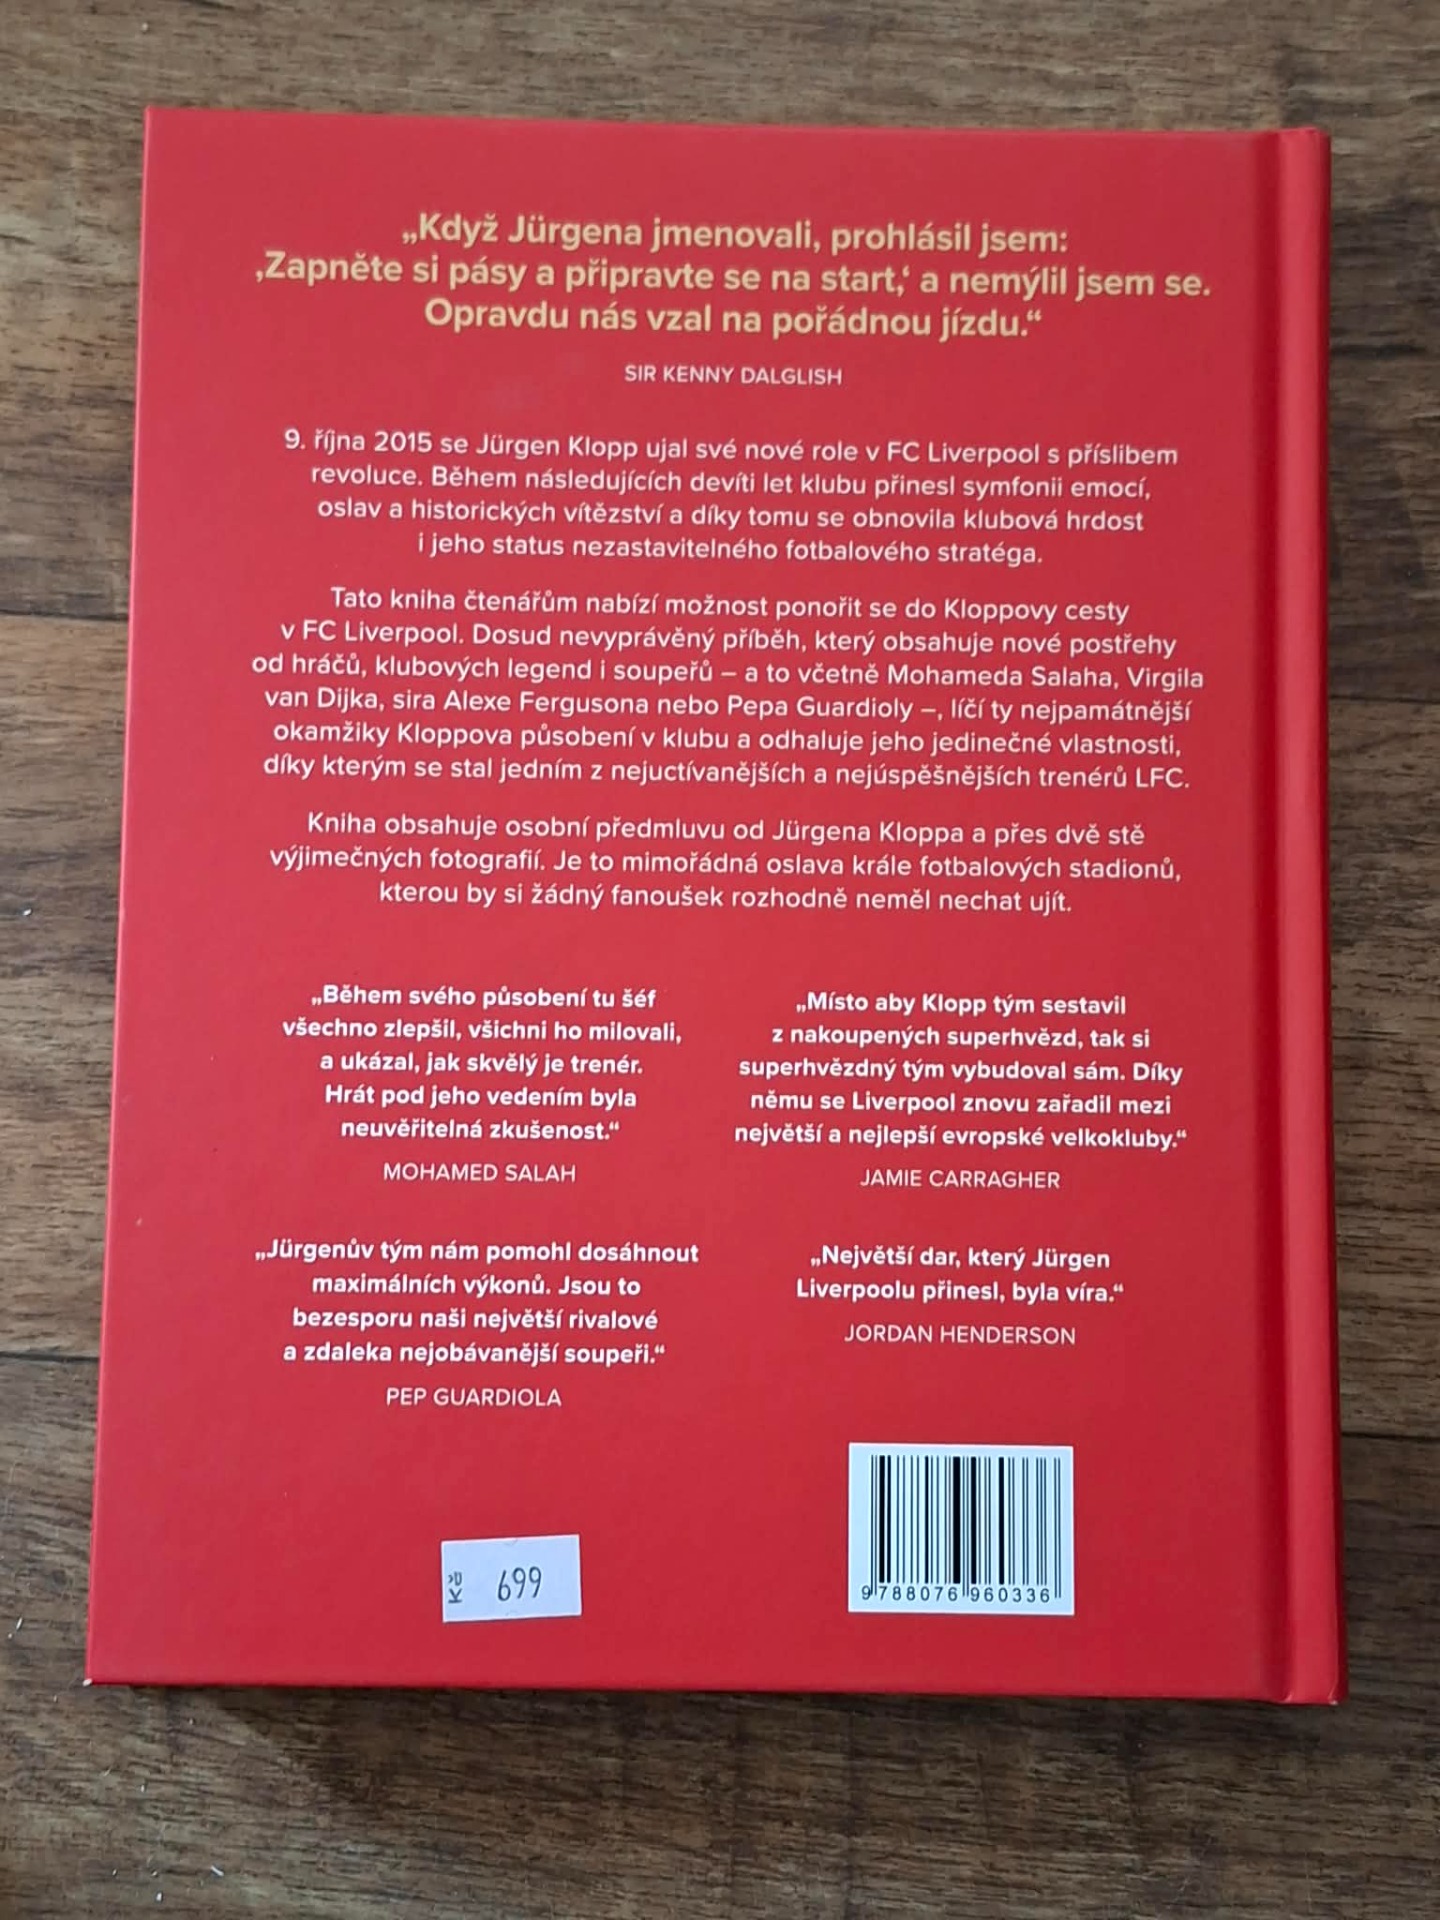 „Když Jürgena jmenovali, prohlásil jsem:
‚Zapněte si pásy a připravte se na start,‘ a nemýlil jsem se.
Opravdu nás vzal na pořádnou jízdu.“
SIR KENNY DALGLISH
9. října 2015 se Jürgen Klopp ujal své nové role v FC Liverpool s příslibem
revoluce. Během následujících devíti let klubu přinesl symfonii emocí,
oslav a historických vítězství a díky tomu se obnovila klubová hrdost
i jeho status nezastavitelného fotbalového stratéga.
Tato kniha čtenářům nabízí možnost ponořit se do Kloppovy cesty
v FC Liverpool. Dosud nevyprávěný příběh, který obsahuje nové postřehy
od hráčů, klubových legend i soupeřů – a to včetně Mohameda Salaha, Virgila
van Dijka, sira Alexe Fergusona nebo Pepa Guardioly –, líčí ty nejpamátnější
okamžiky Kloppova působení v klubu a odhaluje jeho jedinečné vlastnosti,
díky kterým se stal jedním z nejuctívanějších a nejúspěšnějších trenérů LFC.
Kniha obsahuje osobní předmluvu od Jürgena Kloppa a přes dvě stě
výjimečných fotografií. Je to mimořádná oslava krále fotbalových stadionů,
kterou by si žádný fanoušek rozhodně neměl nechat ujít.
„Během svého působení tu šéf
všechno zlepšil, všichni ho milovali,
a ukázal, jak skvělý je trenér.
Hrát pod jeho vedením byla
neuvěřitelná zkušenost.“
MOHAMED SALAH
„Místo aby Klopp tým sestavil
z nakoupených superhvězd, tak si
superhvězdný tým vybudoval sám. Díky
němu se Liverpool znovu zařadil mezi
největší a nejlepší evropské velkokluby.“
JAMIE CARRAGHER
„Jürgenův tým nám pomohl dosáhnout
maximálních výkonů. Jsou to
bezesporu naši největší rivalové
a zdaleka nejobávanější soupeři.“
PEP GUARDIOLA
„Největší dar, který Jürgen
Liverpoolu přinesl, byla víra.“
JORDAN HENDERSON
Kč 699
9 788076 960336